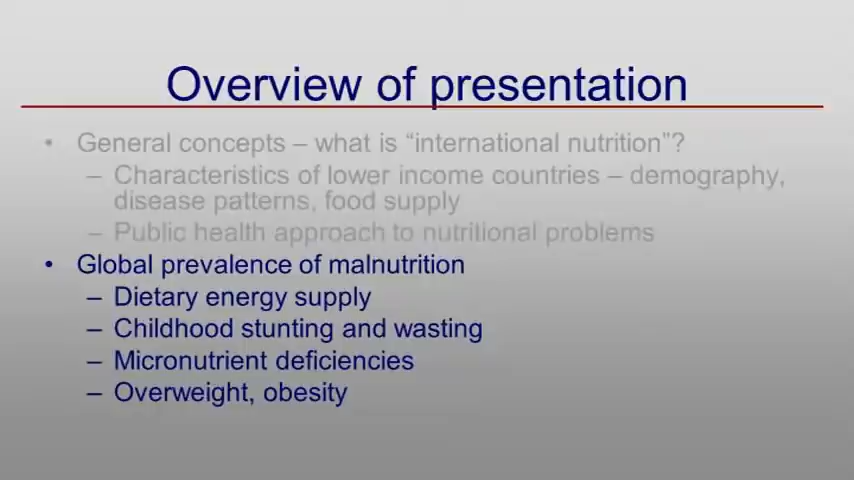 Overview of presentation
• General concepts – what is “international nutrition”?
– Characteristics of lower income countries – demography,
disease patterns, food supply
– Public health approach to nutritional problems
• Global prevalence of malnutrition
– Dietary energy supply
– Childhood stunting and wasting
– Micronutrient deficiencies
– Overweight, obesity